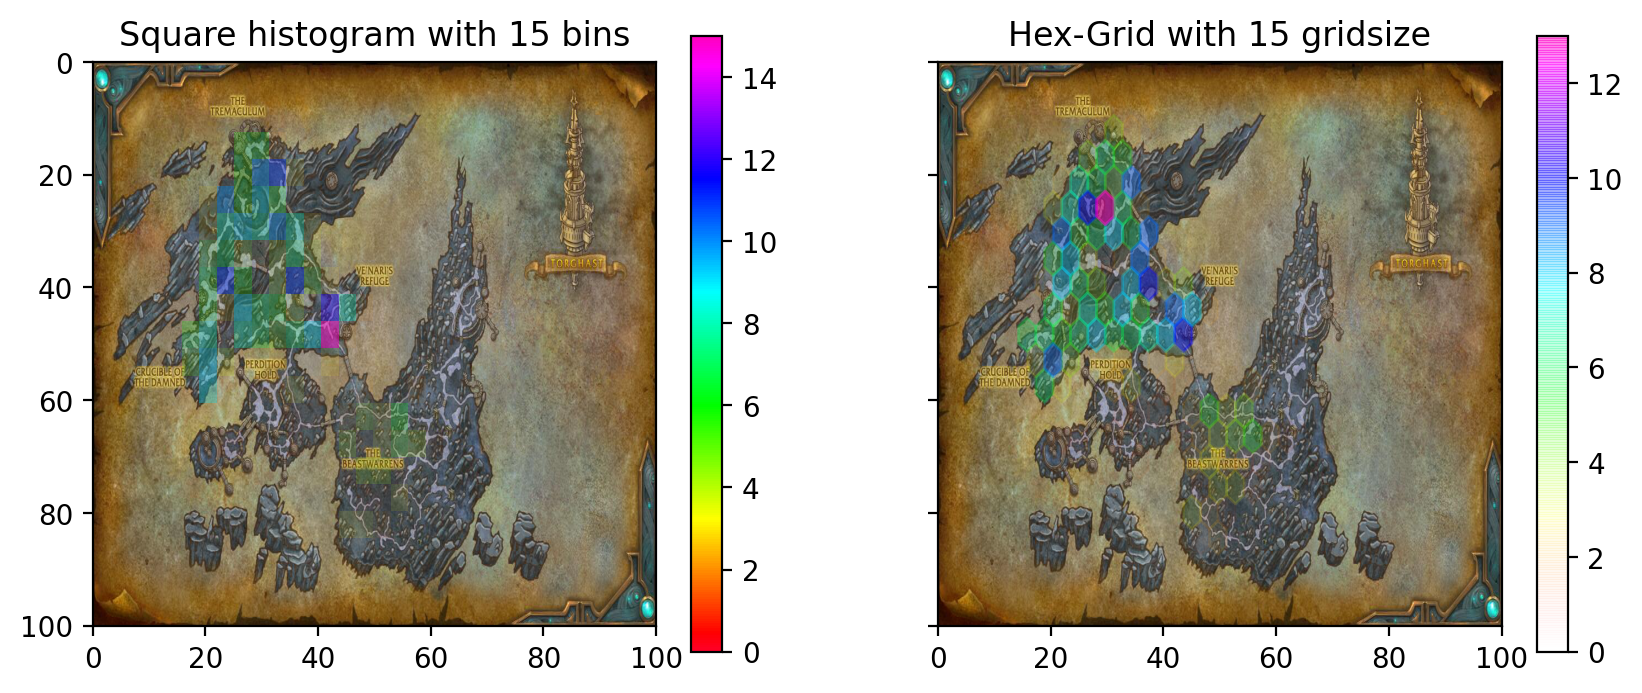 Square histogram with 15 bins
0
20
40
60
80
100
0
20
40
60
80
100
THE
TREMACULUM
VE'NARI'S
REFUGE
TORGHAST
CRUCIBLE OF
THE DAMNED
PERDITION
HOLD
THE
BEASTWARRENS
14
12
10
8
6
4
2
0
Hex-Grid with 15 gridsize
0
20
40
60
80
100
THE
TREMACULUM
VE'NARI'S
REFUGE
TORGHAST
CRUCIBLE OF
THE DAMNED
PERDITION
HOLD
THE
BEASTWARRENS
12
10
8
6
4
2
0